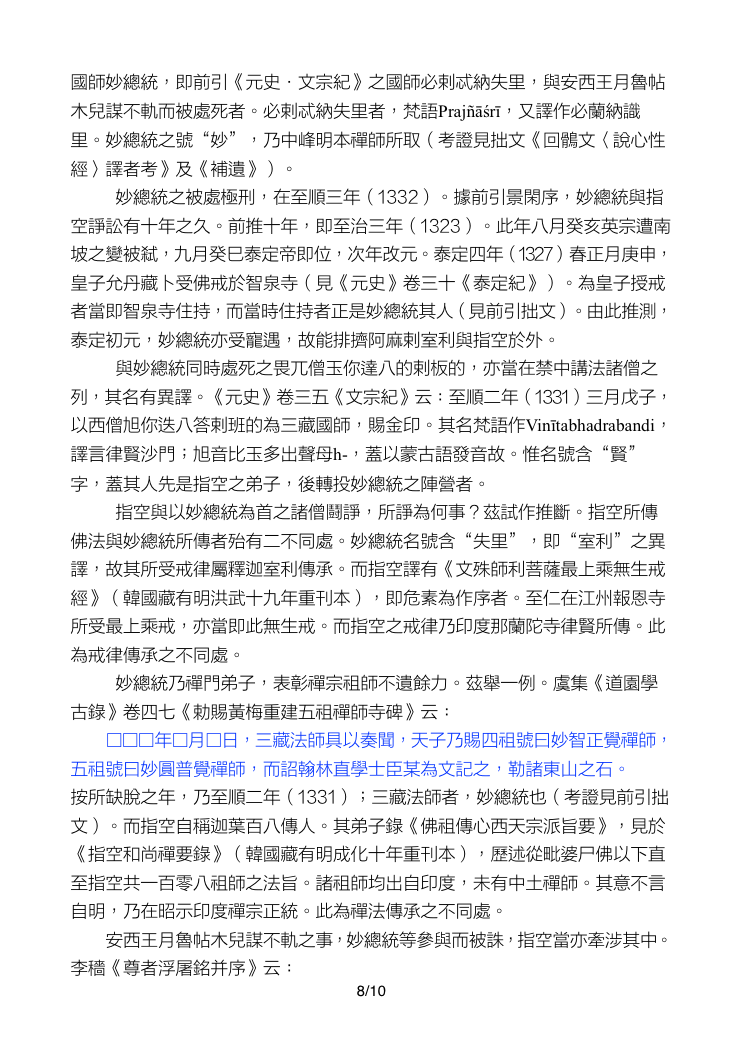 國師妙總統，即前引《元史．文宗紀》之國師必剌忒納失里，與安西王月魯帖
木兒謀不軌而被處死者。必剌忒納失里者，梵語Prajñāśrī，又譯作必蘭納識
里。妙總統之號“妙”，乃中峰明本禪師所取（考證見拙文《回鶻文〈說心性
經〉譯者考》及《補遺》）。
妙總統之被處極刑，在至順三年（1332）。據前引景閑序，妙總統與指
空諍訟有十年之久。前推十年，即至治三年（1323）。此年八月癸亥英宗遭南
坡之變被弒，九月癸巳泰定帝即位，次年改元。泰定四年（1327）春正月庚申，
皇子允丹藏卜受佛戒於智泉寺（見《元史》卷三十《泰定紀》）。為皇子授戒
者當即智泉寺住持，而當時住持者正是妙總統其人（見前引拙文）。由此推測，
泰定初元，妙總統亦受寵遇，故能排擠阿麻剌室利與指空於外。
與妙總統同時處死之畏兀僧玉你達八的剌板的，亦當在禁中講法諸僧之
列，其名有異譯。《元史》卷三五《文宗紀》云：至順二年（1331）三月戊子，
以西僧旭你迭八答剌班的為三藏國師，賜金印。其名梵語作Vinītabhadrabandi，
譯言律賢沙門；旭音比玉多出聲母h-，蓋以蒙古語發音故。惟名號含“賢”
字，蓋其人先是指空之弟子，後轉投妙總統之陣營者。
指空與以妙總統為首之諸僧鬪諍，所諍為何事？茲試作推斷。指空所傳
佛法與妙總統所傳者殆有二不同處。妙總統名號含“失里”，即“室利”之異
譯，故其所受戒律屬釋迦室利傳承。而指空譯有《文殊師利菩薩最上乘無生戒
經》（韓國藏有明洪武十九年重刊本），即危素為作序者。至仁在江州報恩寺
所受最上乘戒，亦當即此無生戒。而指空之戒律乃印度那蘭陀寺律賢所傳。此
為戒律傳承之不同處。
妙總統乃禪門弟子，表彰禪宗祖師不遺餘力。茲舉一例。虞集《道園學
古錄》卷四七《勅賜黃梅重建五祖禪師寺碑》云：
□□□年□月□日，三藏法師具以奏聞，天子乃賜四祖號曰妙智正覺禪師，
五祖號曰妙圓普覺禪師，而詔翰林直學士臣某為文記之，勒諸東山之石。
按所缺脫之年，乃至順二年（1331）；三藏法師者，妙總統也（考證見前引拙
文）。而指空自稱迦葉百八傳人。其弟子錄《佛祖傳心西天宗派旨要》，見於
《指空和尚禪要錄》（韓國藏有明成化十年重刊本），歷述從毗婆尸佛以下直
至指空共一百零八祖師之法旨。諸祖師均出自印度，未有中土禪師。其意不言
自明，乃在昭示印度禪宗正統。此為禪法傳承之不同處。
安西王月魯帖木兒謀不軌之事，妙總統等參與而被誅，指空當亦牽涉其中。
李穡《尊者浮屠銘并序》云：
8/10